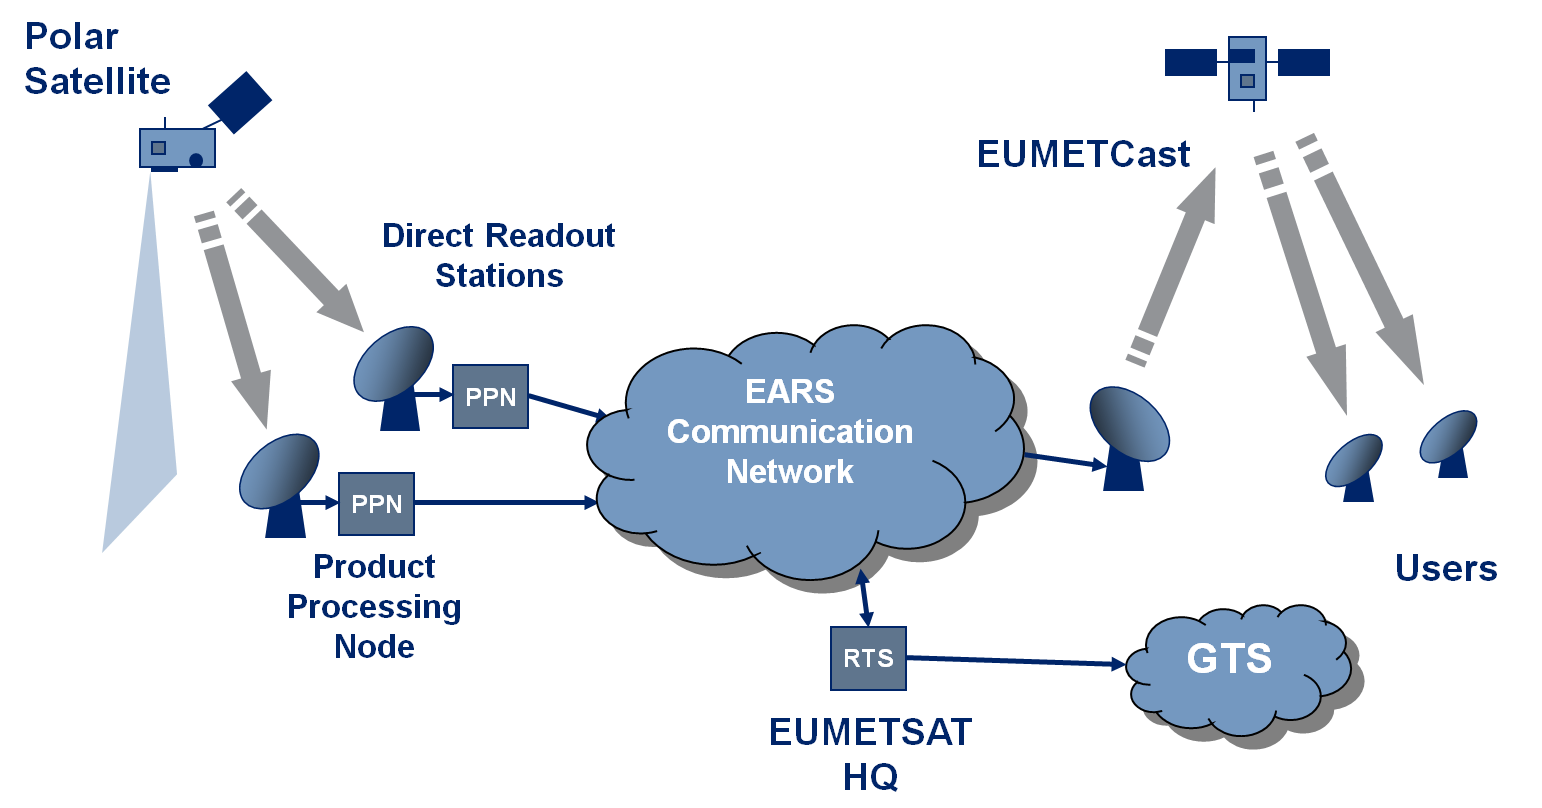 Polar
Satellite
EUMETCast
Direct Readout
Stations
PPN
EARS
Communication
Network
PPN
Product
Processing
Node
Users
RTS
GTS
EUMETSAT
HQ